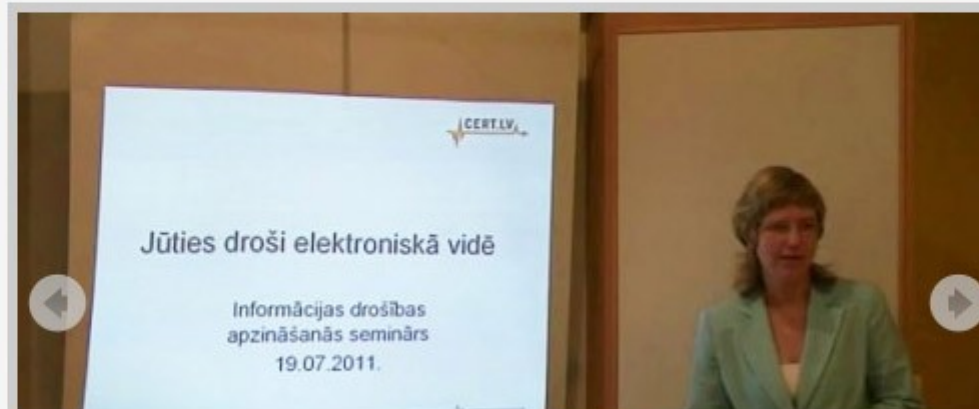 CERT.LV
Jūties droši elektroniskā vidē
Informācijas drošības
apzināšanās seminārs
19.07.2011.